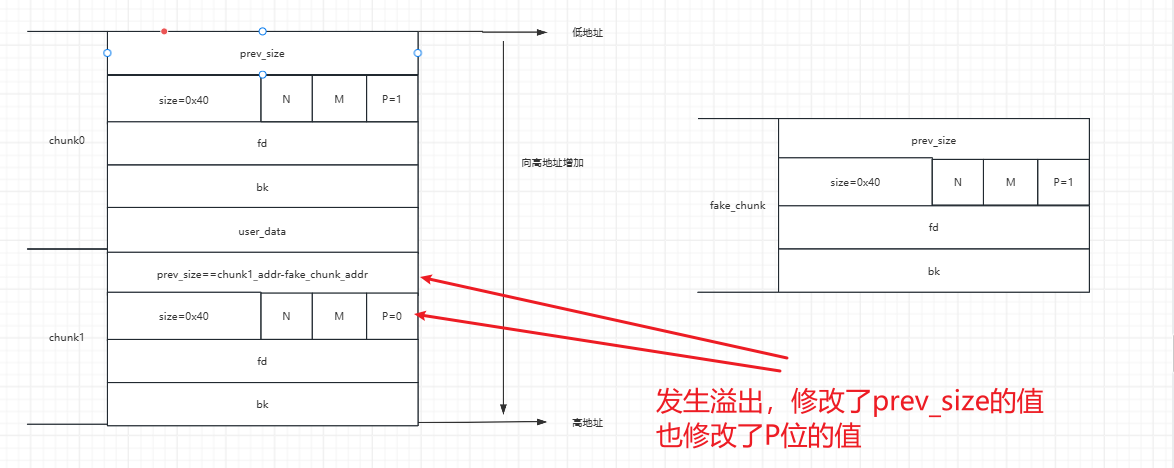 prev_size
低地址
size=0x40 N M P=1
chunk0
fd
向高地址增加
bk
user_data
prev_size==chunk1_addr-fake_chunk_addr
size=0x40 N M P=0
chunk1
fd
bk
高地址
prev_size
size=0x40 N M P=1
fake_chunk
fd
bk
发生溢出，修改了prev_size的值
也修改了P位的值